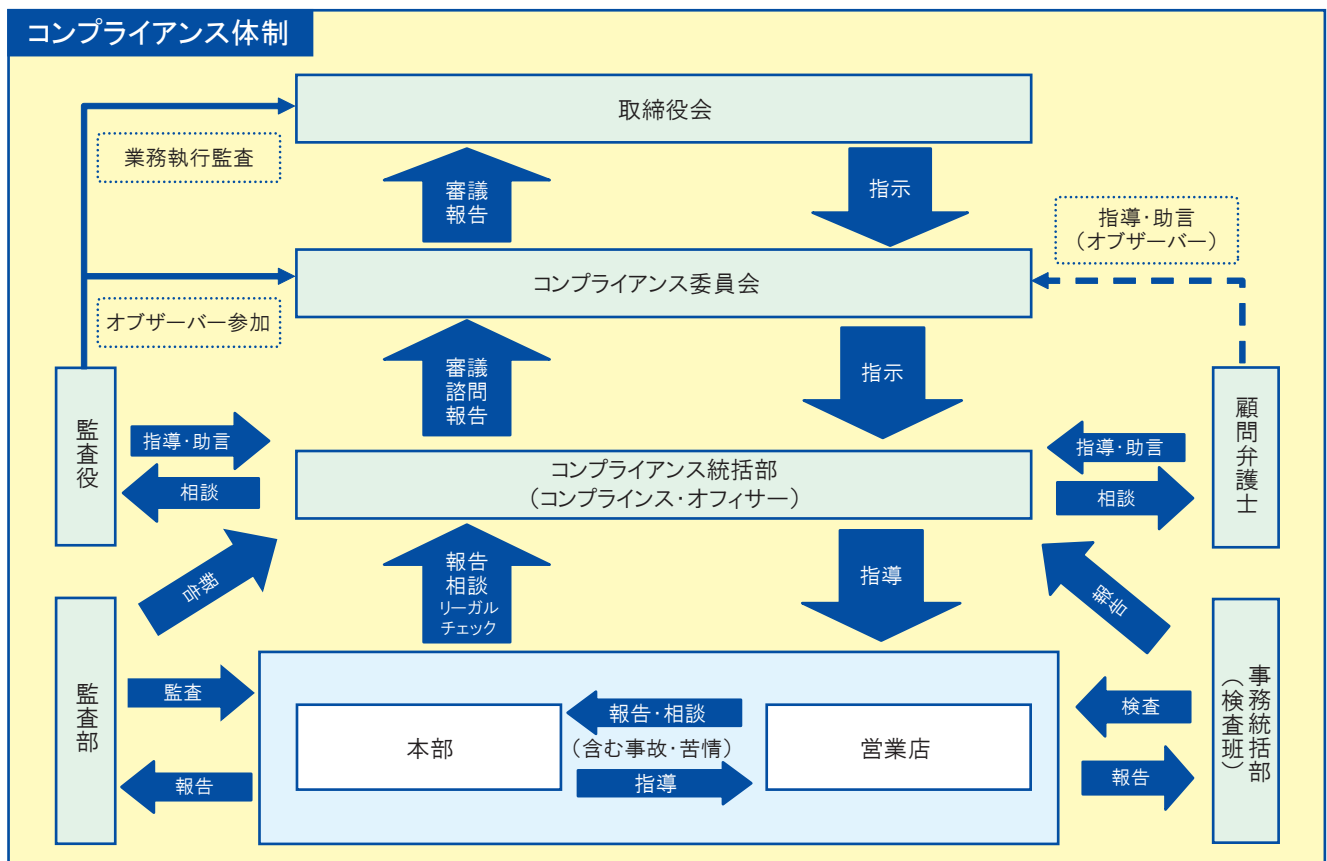 コンプライアンス体制
取締役会
業務執行監査
審議
報告
指示
指導・助言
（オブザーバー）
コンプライアンス委員会
オブザーバー参加
審議
諮問
報告
指示
監査役
指導・助言
相談
コンプライアンス統括部
（コンプラインス・オフィサー）
指導・助言
相談
顧問弁護士
報告
報告
相談
リーガル
チェック
指導
報告
監査部
監査
報告
本部
報告・相談
（含む事故・苦情）
指導
営業店
検査
報告
事務統括部
（検査班）